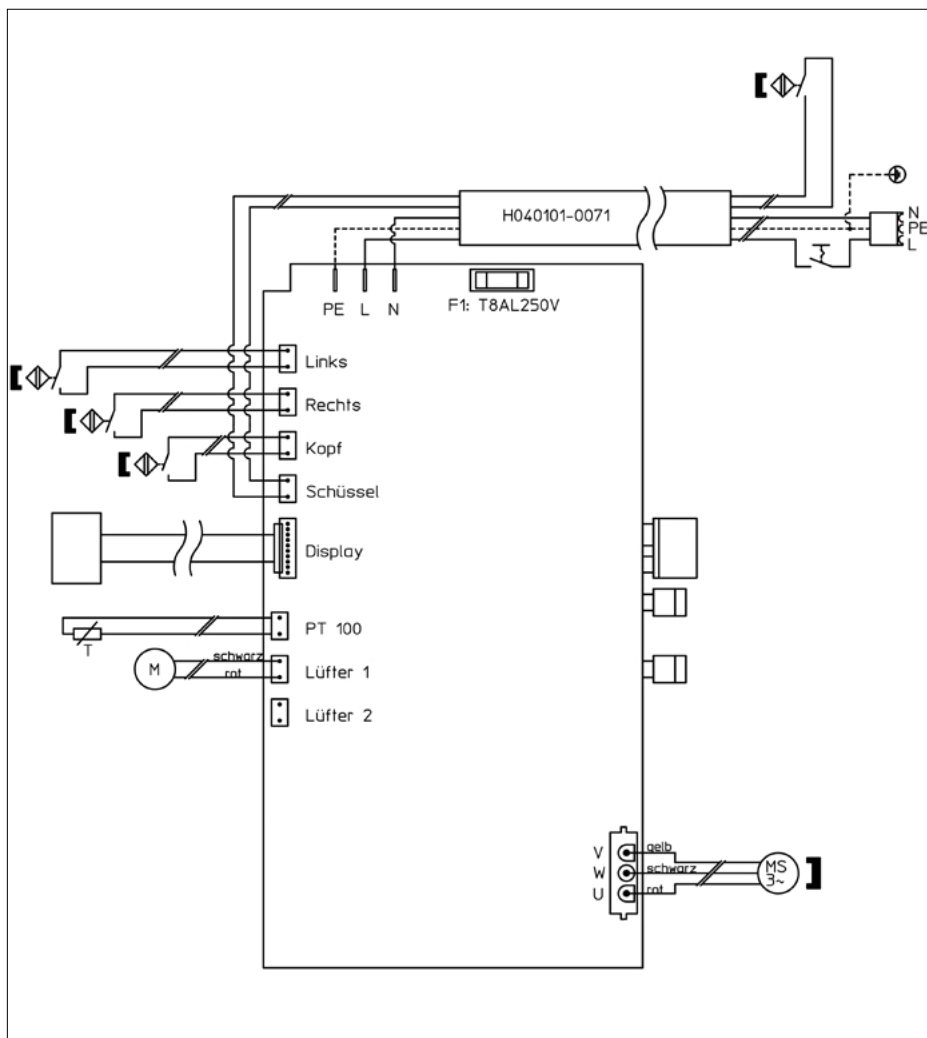 H040101-0071
N
PE
L
PE L N
F1: T8AL250V
Links
Rechts
Kopf
Schüssel
Display
PT 100
T
schwarz
M
rot
Lüfter 1
Lüfter 2
V
gelb
W
schwarz
U
rot
MS
3~